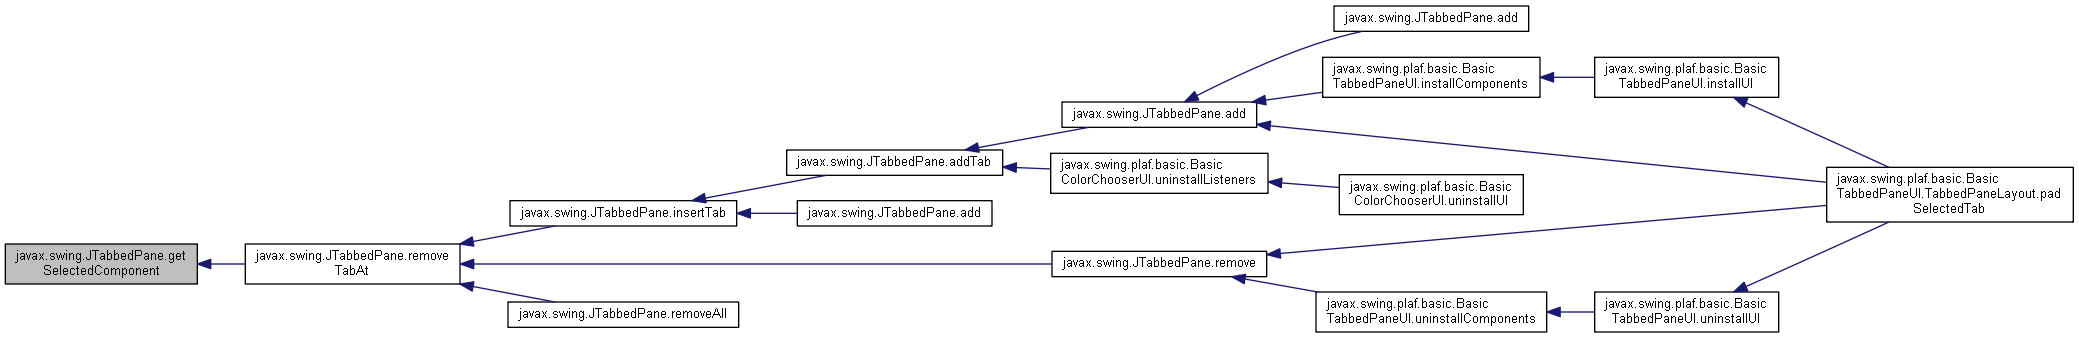 javax.swing.JTabbedPane.get
SelectedComponent
javax.swing.JTabbedPane.remove
TabAt
javax.swing.JTabbedPane.insertTab
javax.swing.JTabbedPane.removeAll
javax.swing.JTabbedPane.addTab
javax.swing.JTabbedPane.add
javax.swing.JTabbedPane.add
javax.swing.plaf.basic.Basic
ColorChooserUI.uninstallListeners
javax.swing.JTabbedPane.remove
javax.swing.JTabbedPane.add
javax.swing.plaf.basic.Basic
TabbedPaneUI.installComponents
javax.swing.plaf.basic.Basic
ColorChooserUI.uninstallUI
javax.swing.plaf.basic.Basic
TabbedPaneUI.uninstallComponents
javax.swing.plaf.basic.Basic
TabbedPaneUI.installUI
javax.swing.plaf.basic.Basic
TabbedPaneUI.uninstallUI
javax.swing.plaf.basic.Basic
TabbedPaneUI.TabbedPaneLayout.pad
SelectedTab